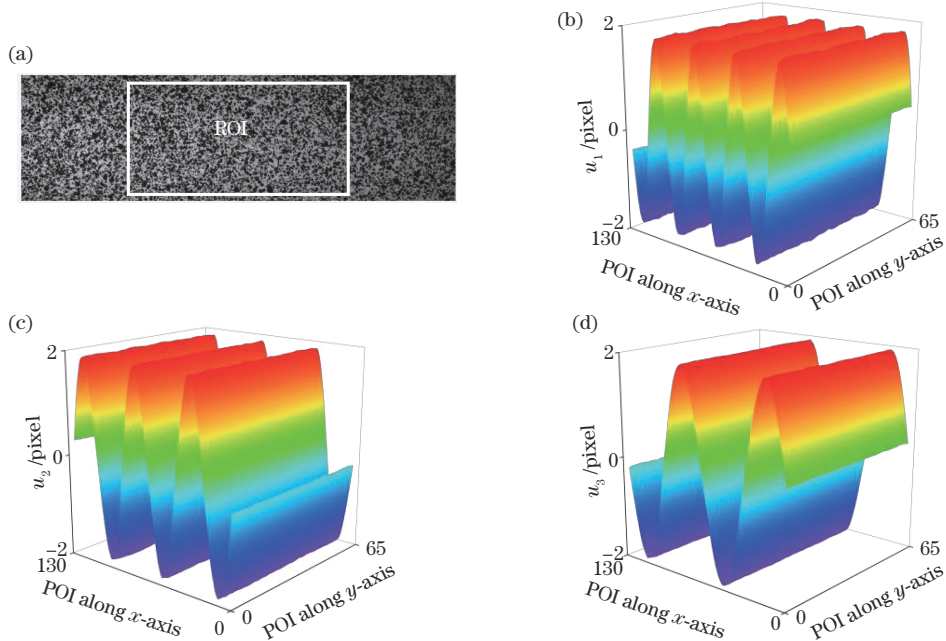 (a)
ROI
(b)
2
0
−2
130
u₁ /pixel
POI along x-axis
0
0
POI along y-axis
65
(c)
2
0
−2
130
u₂ /pixel
POI along x-axis
0
0
POI along y-axis
65
(d)
2
0
−2
130
u₃ /pixel
POI along x-axis
0
0
POI along y-axis
65